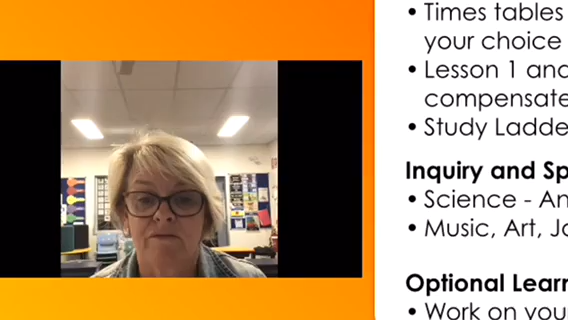 • Times tables
your choice
• Lesson 1 and
compensate
• Study Ladde
Inquiry and Sp
• Science - An
• Music, Art, Ja
Optional Learn
• Work on your